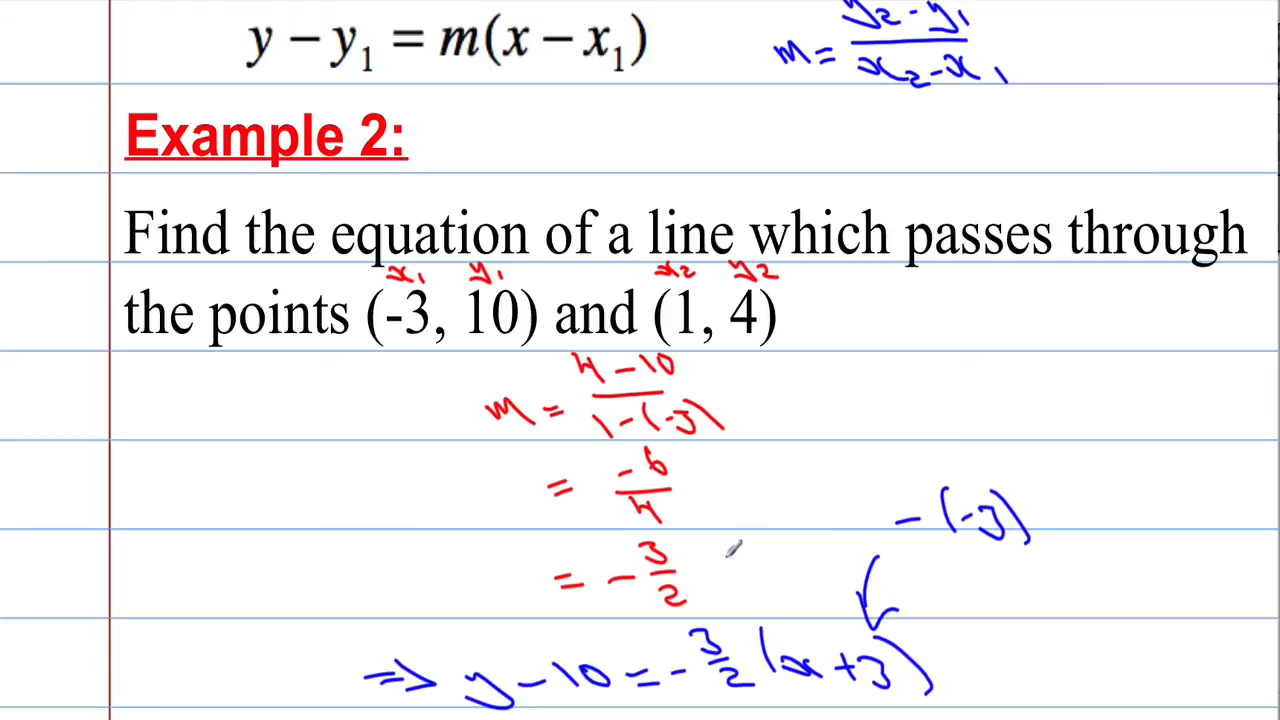 y − y₁ = m(x − x₁)
m = (y₂ - y₁)/(x₂ - x₁)
Example 2:
Find the equation of a line which passes through
x₁ y₁ x₂ y₂
the points (-3, 10) and (1, 4)
m = (4 - 10)/(1 - (-3))
= -6/4
= - 3/2
- (-3)
⇒ y - 10 = - 3/2 (x + 3)